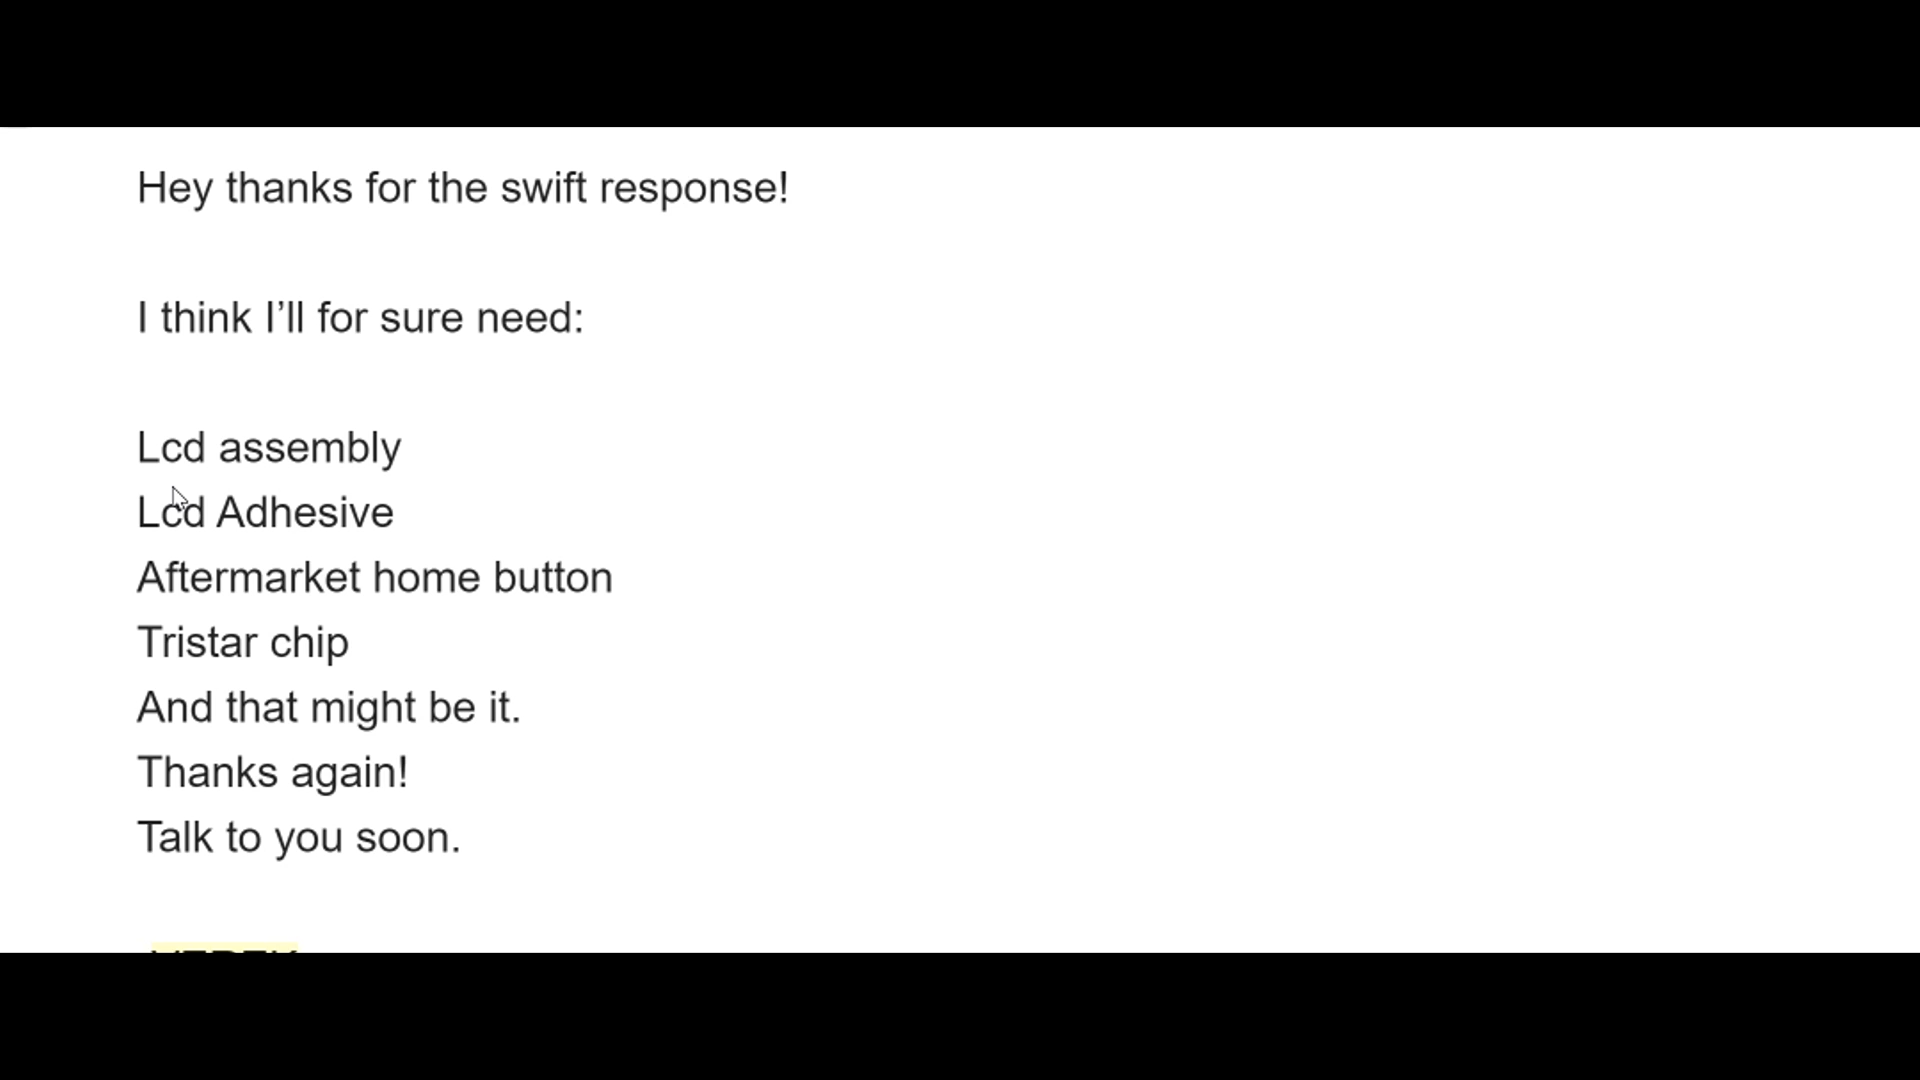 Hey thanks for the swift response!
I think I’ll for sure need:
Lcd assembly
Lcd Adhesive
Aftermarket home button
Tristar chip
And that might be it.
Thanks again!
Talk to you soon.